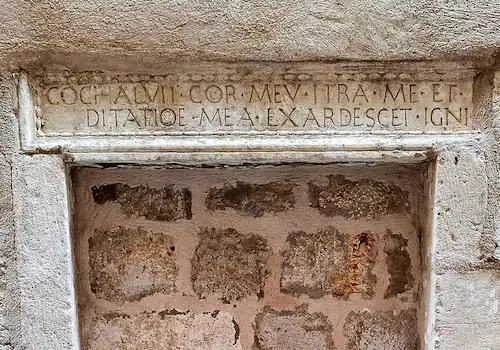 COCHALVIT · COR · MEV · ITRA · ME · ET ·
DITATIOE · MEA · EXARDESCET · IGNI